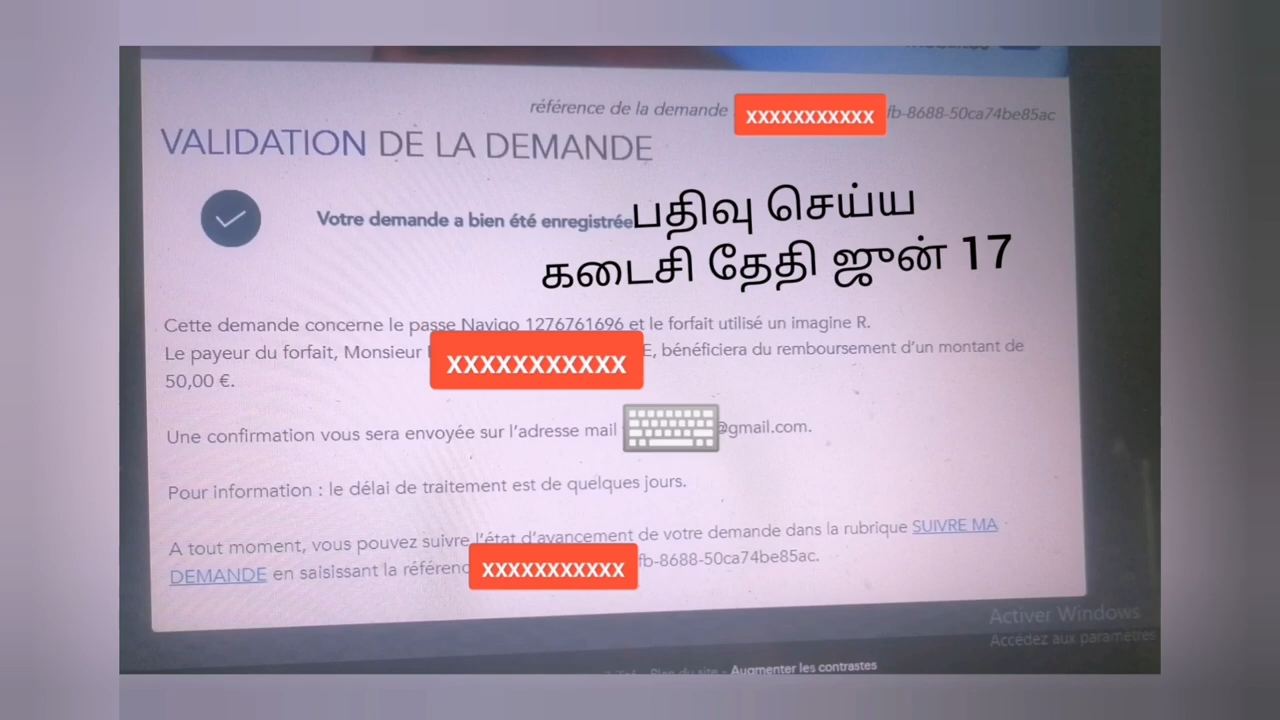 référence de la demande xxxxxxxxxxx fb-8688-50ca74be85ac
VALIDATION DE LA DEMANDE
Votre demande a bien été enregistrée
பதிவு செய்ய
கடைசி தேதி ஜுன் 17
Cette demande concerne le passe Navigo 1276761696 et le forfait utilisé un imagine R.
Le payeur du forfait, Monsieur xxxxxxxxxxx E, bénéficiera du remboursement d'un montant de
50,00 €.
Une confirmation vous sera envoyée sur l'adresse mail @gmail.com.
Pour information : le délai de traitement est de quelques jours.
A tout moment, vous pouvez suivre l'état d'avancement de votre demande dans la rubrique SUIVRE MA
DEMANDE en saisissant la référenc xxxxxxxxxxx fb-8688-50ca74be85ac.
Activer Windows
Accédez aux paramètres
Plan du site - Augmenter les contrastes